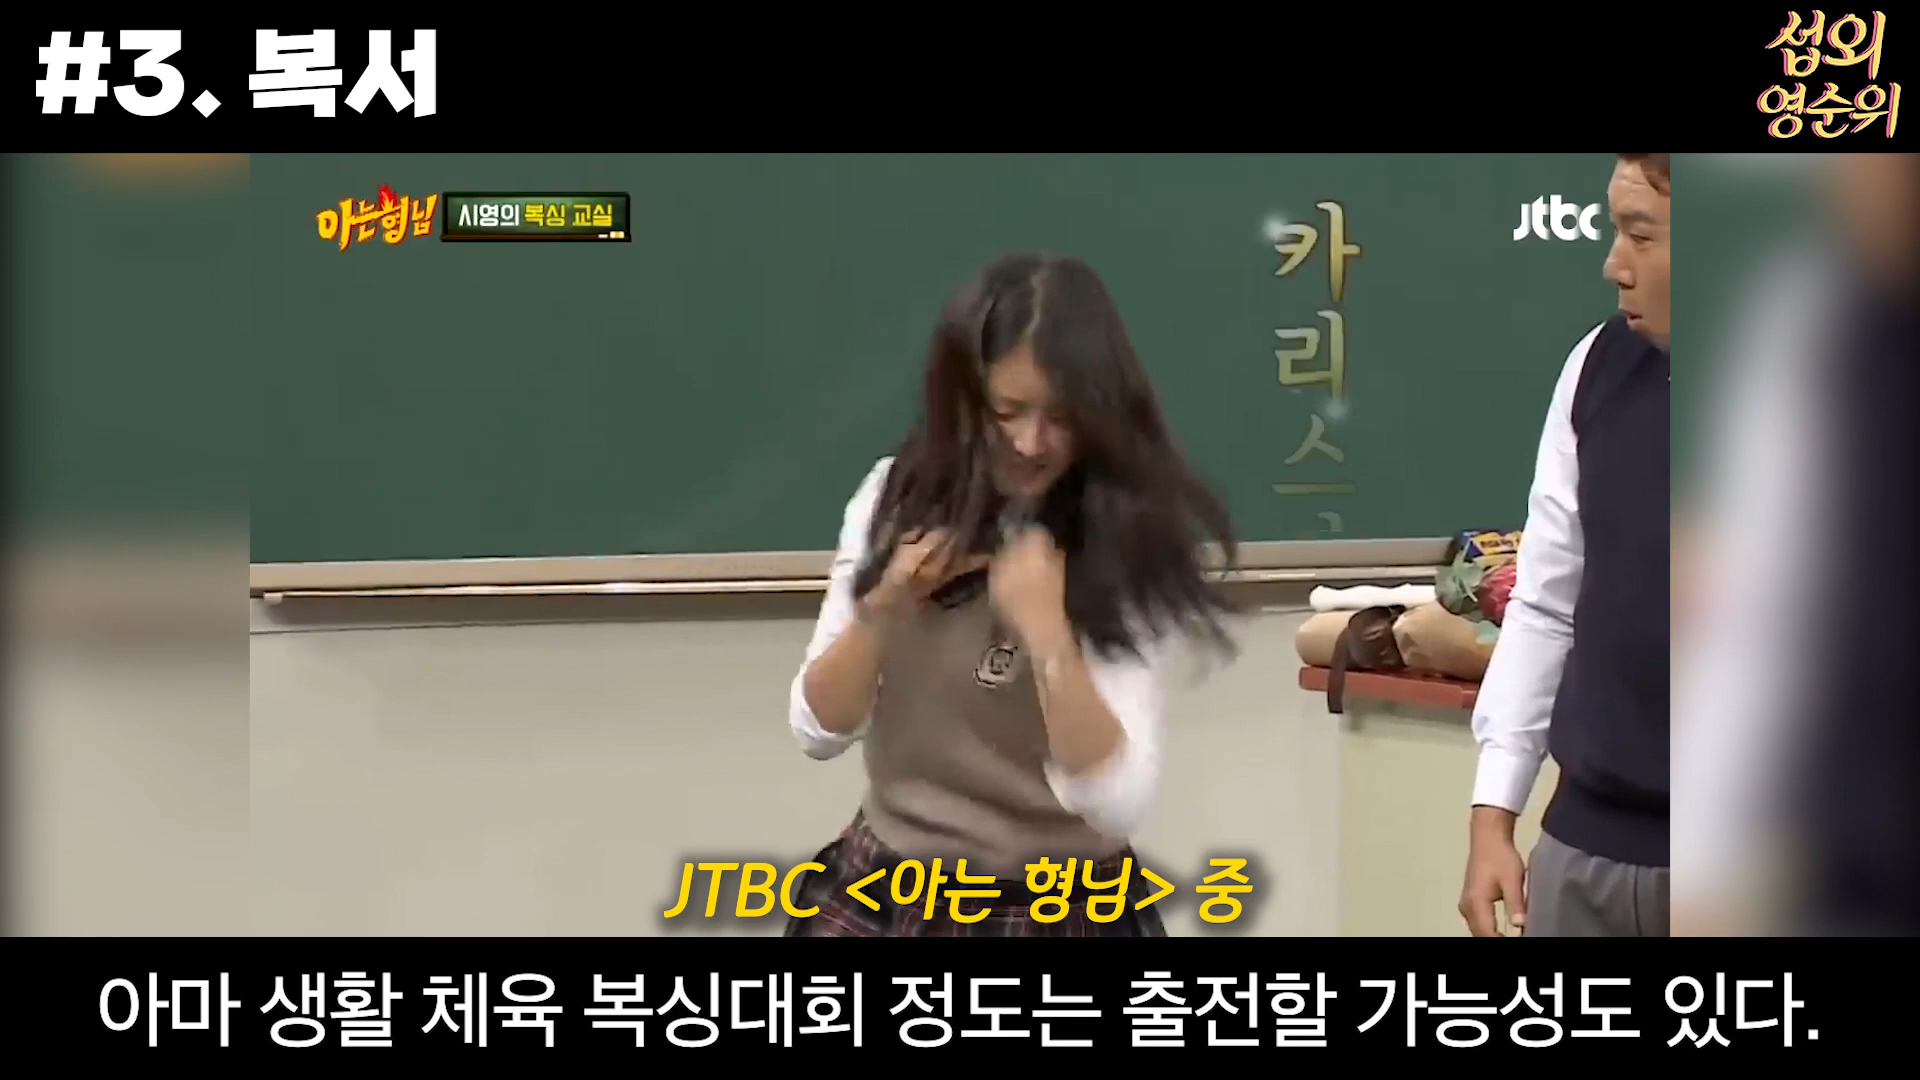 #3. 복서
섭외
영순위
아는형님
시영의 복싱 교실
jtbc
카
리
스
JTBC <아는 형님> 중
아마 생활 체육 복싱대회 정도는 출전할 가능성도 있다.